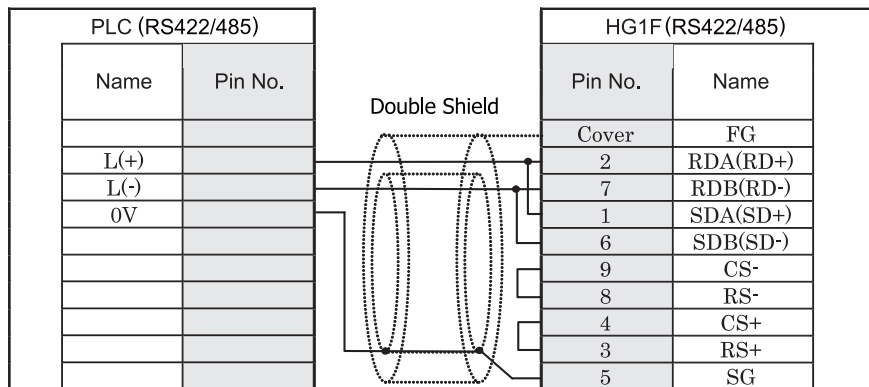 PLC (RS422/485) HG1F(RS422/485)
Name Pin No. Pin No. Name
Double Shield
Cover FG
L(+) 2 RDA(RD+)
L(-) 7 RDB(RD-)
0V 1 SDA(SD+)
6 SDB(SD-)
9 CS-
8 RS-
4 CS+
3 RS+
5 SG